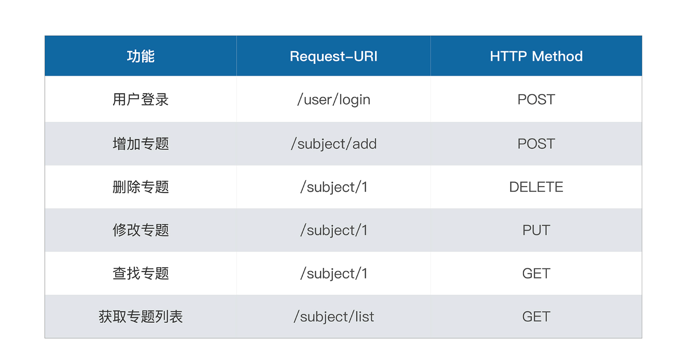 功能 Request-URI HTTP Method
用户登录 /user/login POST
增加专题 /subject/add POST
删除专题 /subject/1 DELETE
修改专题 /subject/1 PUT
查找专题 /subject/1 GET
获取专题列表 /subject/list GET